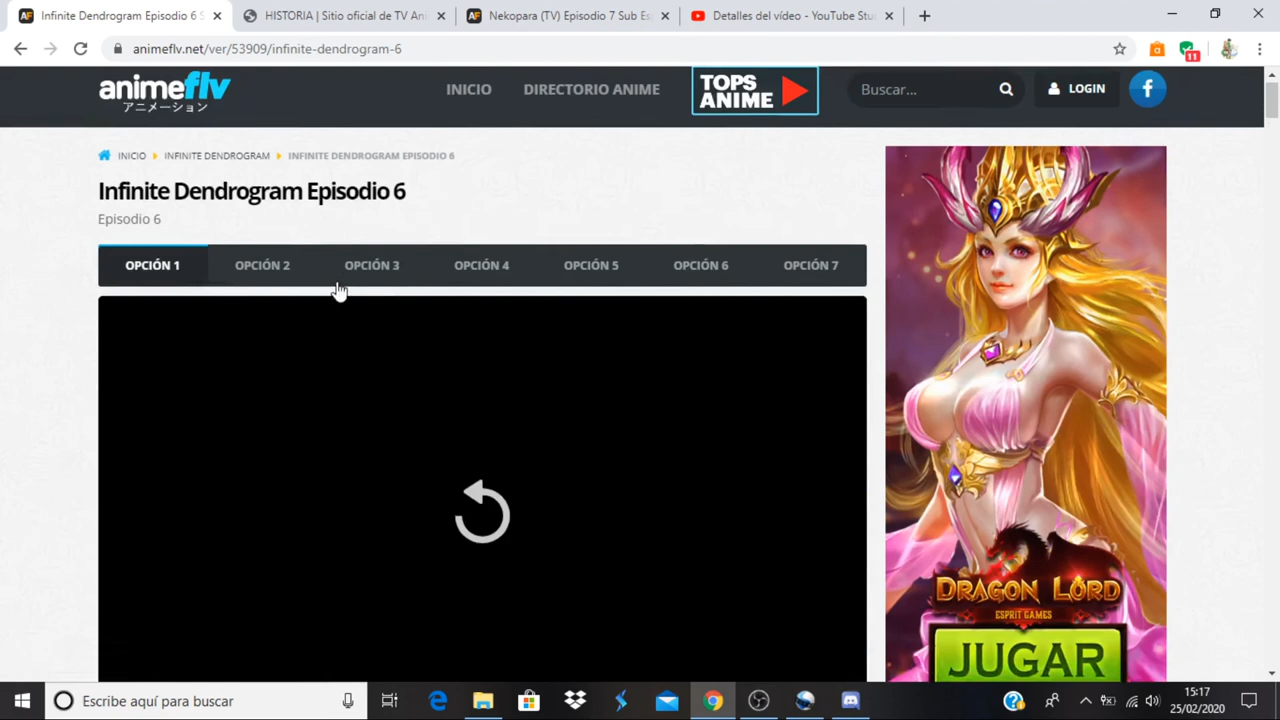 Infinite Dendrogram Episodio 6 S
HISTORIA | Sitio oficial de TV Ani
Nekopara (TV) Episodio 7 Sub Es
Detalles del vídeo - YouTube Stu
animeflv.net/ver/53909/infinite-dendrogram-6
11
animeflv
アニメーション
INICIO
DIRECTORIO ANIME
TOPS
ANIME
Buscar...
LOGIN
INICIO
INFINITE DENDROGRAM
INFINITE DENDROGRAM EPISODIO 6
Infinite Dendrogram Episodio 6
Episodio 6
OPCIÓN 1
OPCIÓN 2
OPCIÓN 3
OPCIÓN 4
OPCIÓN 5
OPCIÓN 6
OPCIÓN 7
DRAGON LORD
ESPRIT GAMES
JUGAR
Escribe aquí para buscar
15:17
25/02/2020